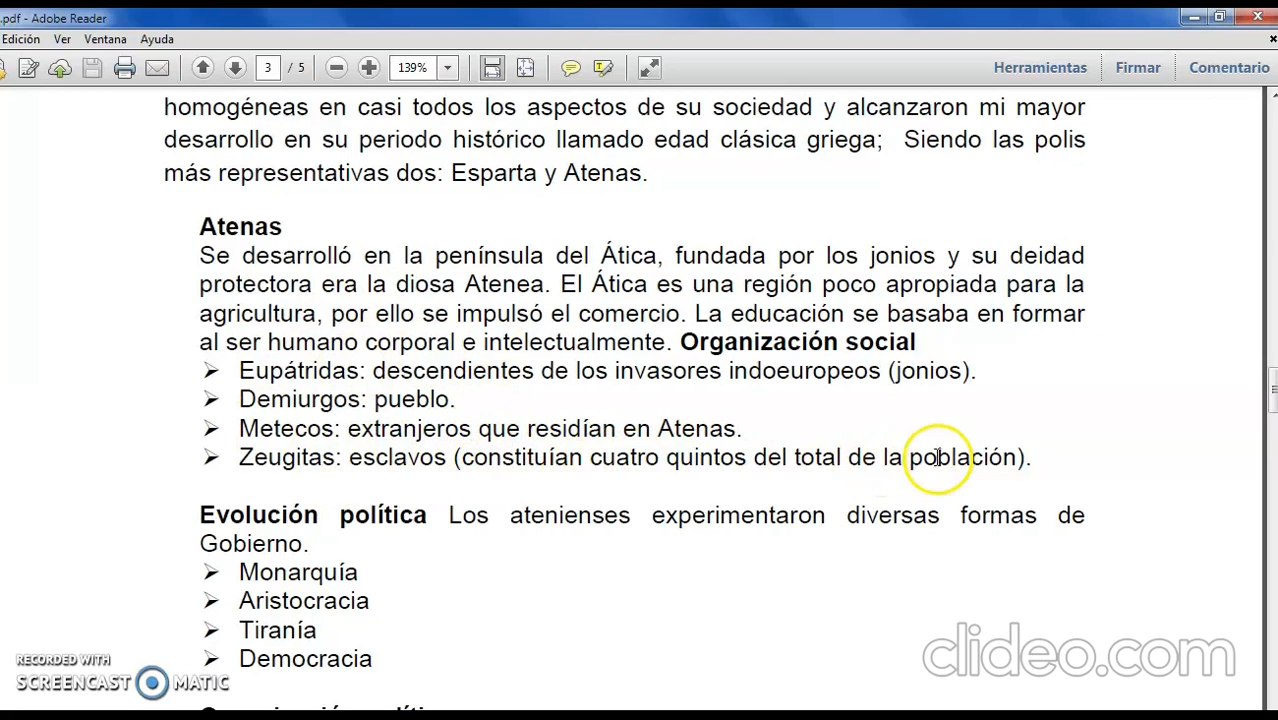 .pdf - Adobe Reader
Edición Ver Ventana Ayuda
3 / 5 139% Herramientas Firmar Comentario
homogéneas en casi todos los aspectos de su sociedad y alcanzaron mi mayor
desarrollo en su periodo histórico llamado edad clásica griega; Siendo las polis
más representativas dos: Esparta y Atenas.
Atenas
Se desarrolló en la península del Ática, fundada por los jonios y su deidad
protectora era la diosa Atenea. El Ática es una región poco apropiada para la
agricultura, por ello se impulsó el comercio. La educación se basaba en formar
al ser humano corporal e intelectualmente. Organización social
➢ Eupátridas: descendientes de los invasores indoeuropeos (jonios).
➢ Demiurgos: pueblo.
➢ Metecos: extranjeros que residían en Atenas.
➢ Zeugitas: esclavos (constituían cuatro quintos del total de la población).
Evolución política Los atenienses experimentaron diversas formas de
Gobierno.
➢ Monarquía
➢ Aristocracia
➢ Tiranía
➢ Democracia
clideo.com
RECORDED WITH
SCREENCAST MATIC